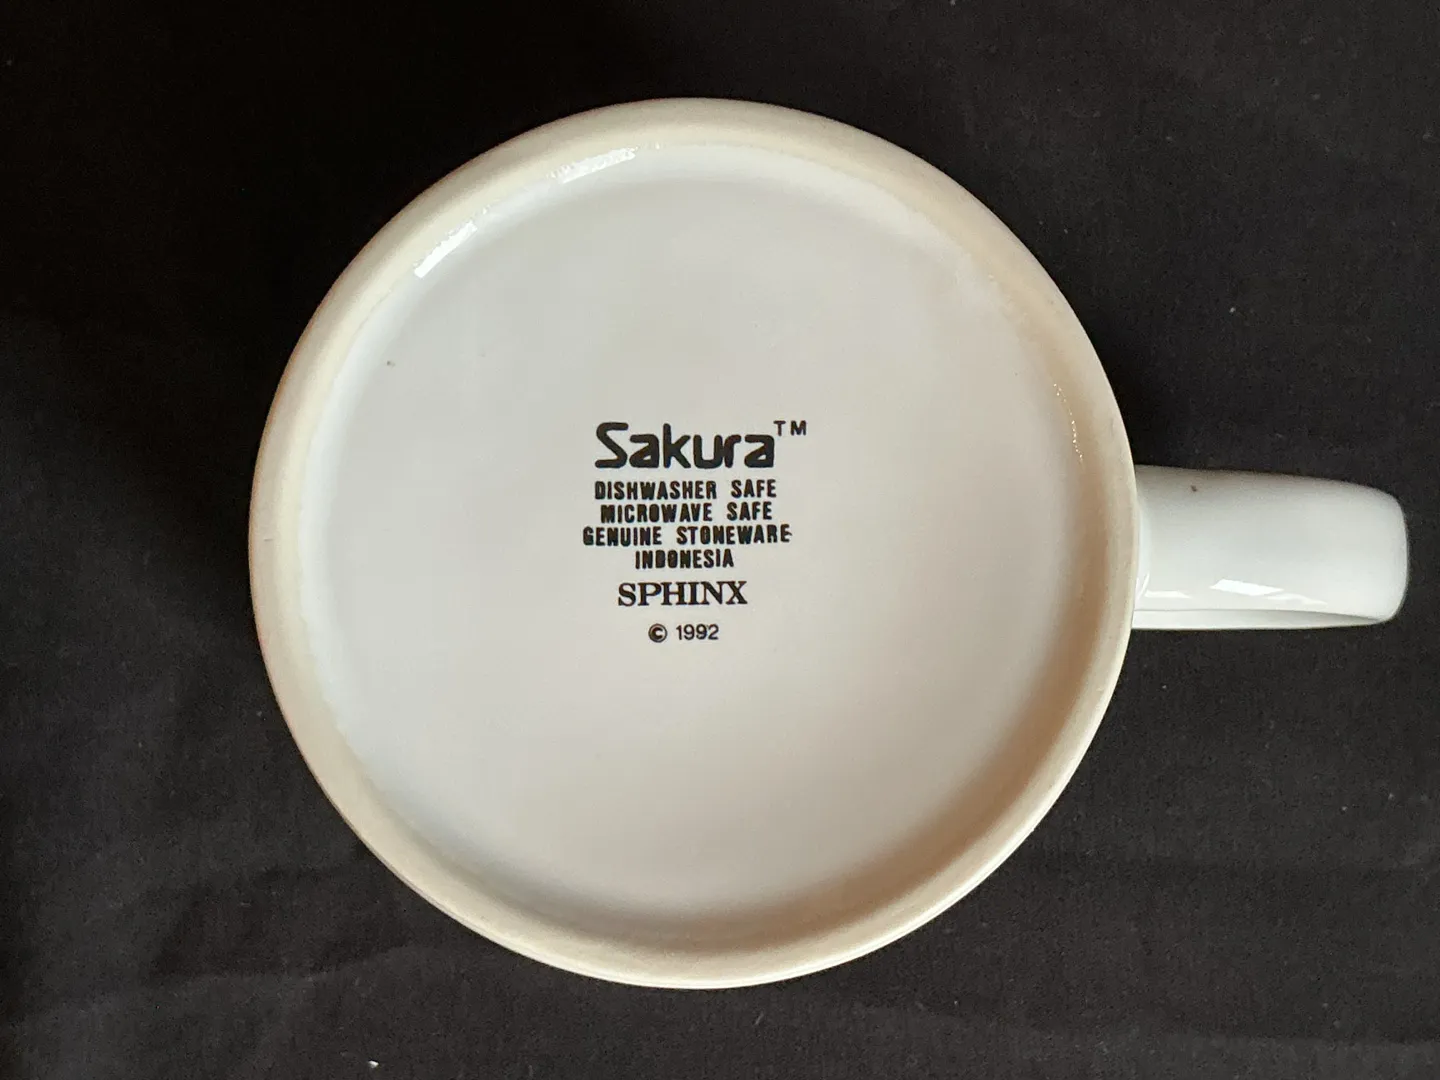 Sakura™
DISHWASHER SAFE
MICROWAVE SAFE
GENUINE STONEWARE
INDONESIA
SPHINX
© 1992